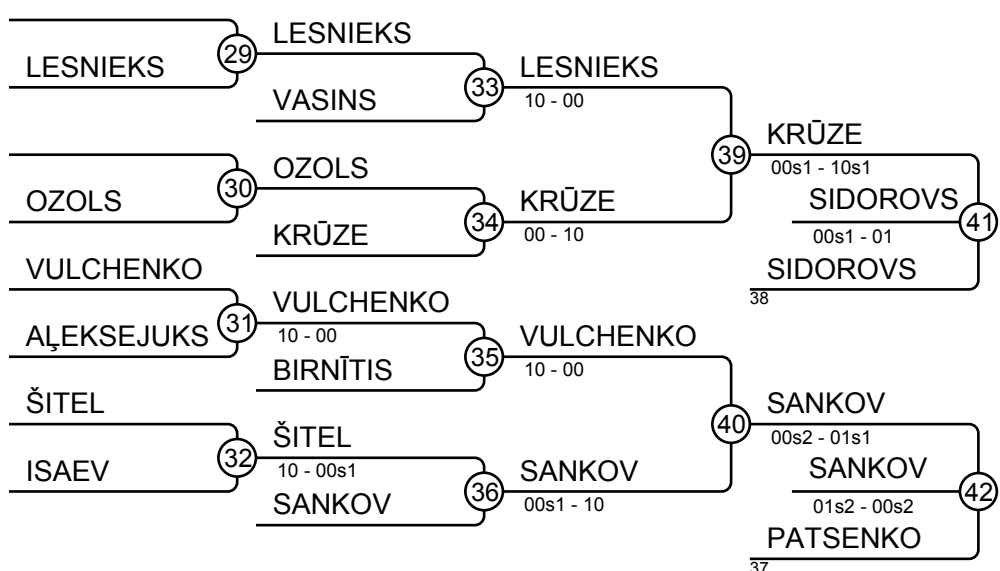 LESNIEKS
29
LESNIEKS
VASINS
33
LESNIEKS
10 - 00
OZOLS
30
OZOLS
KRŪZE
34
KRŪZE
00 - 10
39
KRŪZE
00s1 - 10s1
SIDOROVS
00s1 - 01
41
SIDOROVS
38
VULCHENKO
ALĻEKSEJUKS
31
VULCHENKO
10 - 00
BIRNĪTIS
35
VULCHENKO
10 - 00
ŠITEL
ISAEV
32
ŠITEL
10 - 00s1
SANKOV
36
SANKOV
00s1 - 10
40
SANKOV
00s2 - 01s1
SANKOV
01s2 - 00s2
42
PATSENKO
37